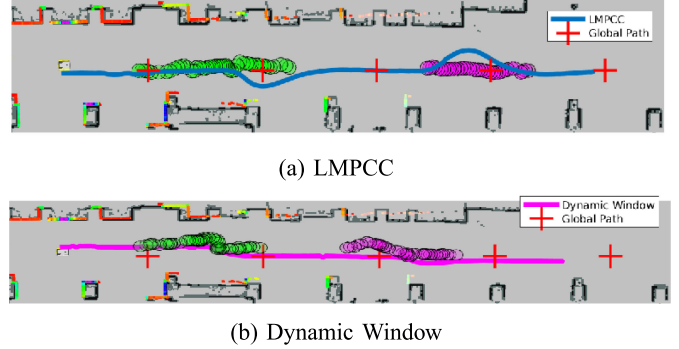 LMPCC
Global Path
(a) LMPCC
Dynamic Window
Global Path
(b) Dynamic Window